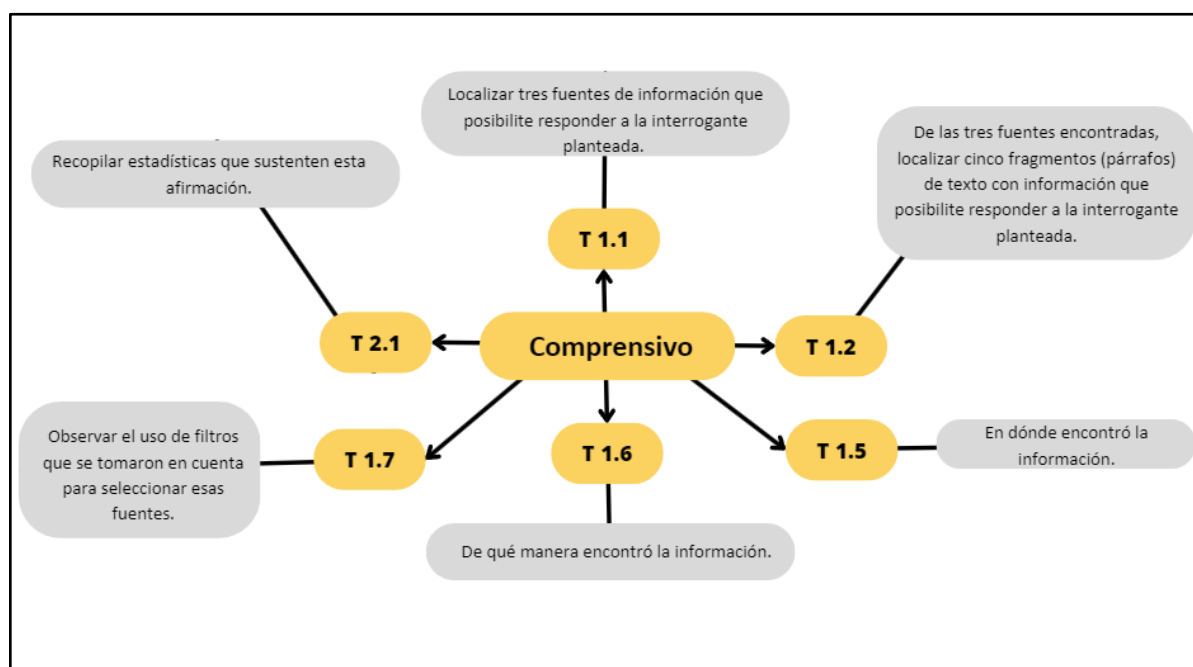 Localizar tres fuentes de información que
posibilite responder a la interrogante
planteada.
De las tres fuentes encontradas,
localizar cinco fragmentos (párrafos)
de texto con información que
posibilite responder a la interrogante
planteada.
Recopilar estadísticas que sustenten esta
afirmación.
T 1.1
T 2.1
Comprensivo
T 1.2
Observar el uso de filtros
que se tomaron en cuenta
para seleccionar esas
fuentes.
T 1.7
T 1.6
T 1.5
En dónde encontró la
información.
De qué manera encontró la información.